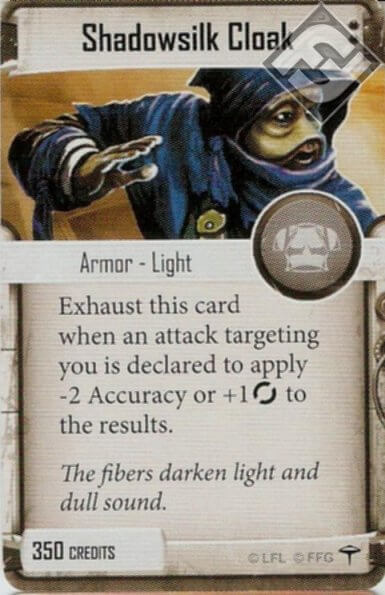 Shadowsilk Cloak
Armor - Light
Exhaust this card
when an attack targeting
you is declared to apply
-2 Accuracy or +1 to
the results.
The fibers darken light and
dull sound.
350 CREDITS
©LFL ©FFG